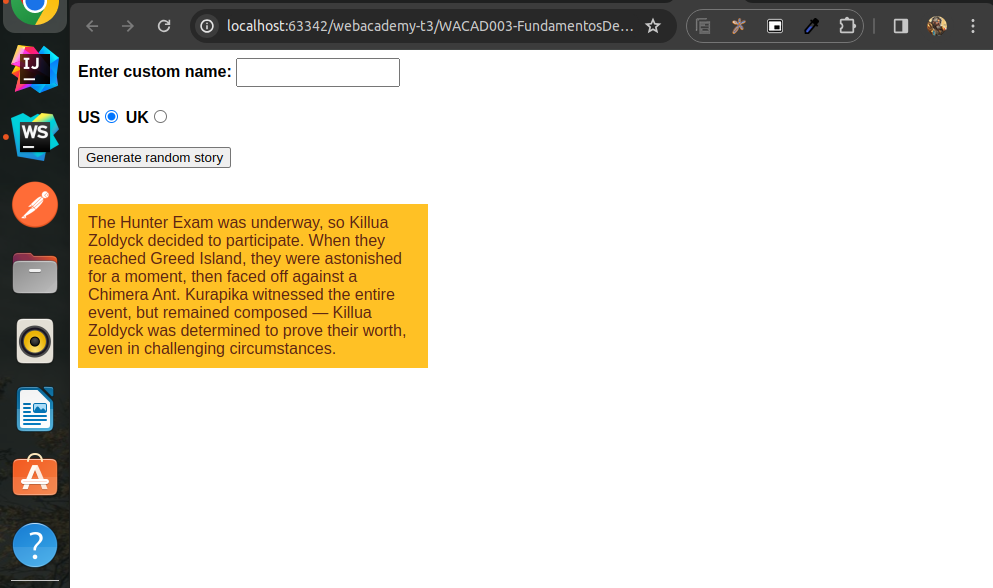 IJ
WS
localhost:63342/webacademy-t3/WACAD003-FundamentosDe...
Enter custom name:
US UK
Generate random story
The Hunter Exam was underway, so Killua
Zoldyck decided to participate. When they
reached Greed Island, they were astonished
for a moment, then faced off against a
Chimera Ant. Kurapika witnessed the entire
event, but remained composed — Killua
Zoldyck was determined to prove their worth,
even in challenging circumstances.
?